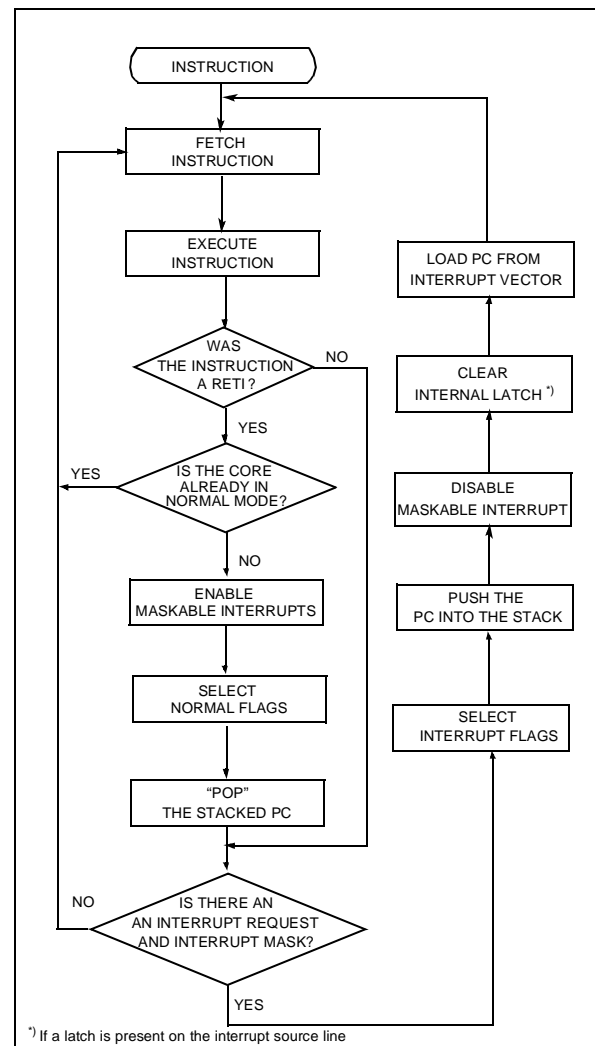 INSTRUCTION
FETCH
INSTRUCTION
EXECUTE
INSTRUCTION
WAS
THE INSTRUCTION
A RETI ?
NO
YES
IS THE CORE
ALREADY IN
NORMAL MODE?
YES
NO
ENABLE
MASKABLE INTERRUPTS
SELECT
NORMAL FLAGS
“POP”
THE STACKED PC
IS THERE AN
AN INTERRUPT REQUEST
AND INTERRUPT MASK?
NO
YES
SELECT
INTERRUPT FLAGS
PUSH THE
PC INTO THE STACK
DISABLE
MASKABLE INTERRUPT
CLEAR
INTERNAL LATCH *)
LOAD PC FROM
INTERRUPT VECTOR
*) If a latch is present on the interrupt source line